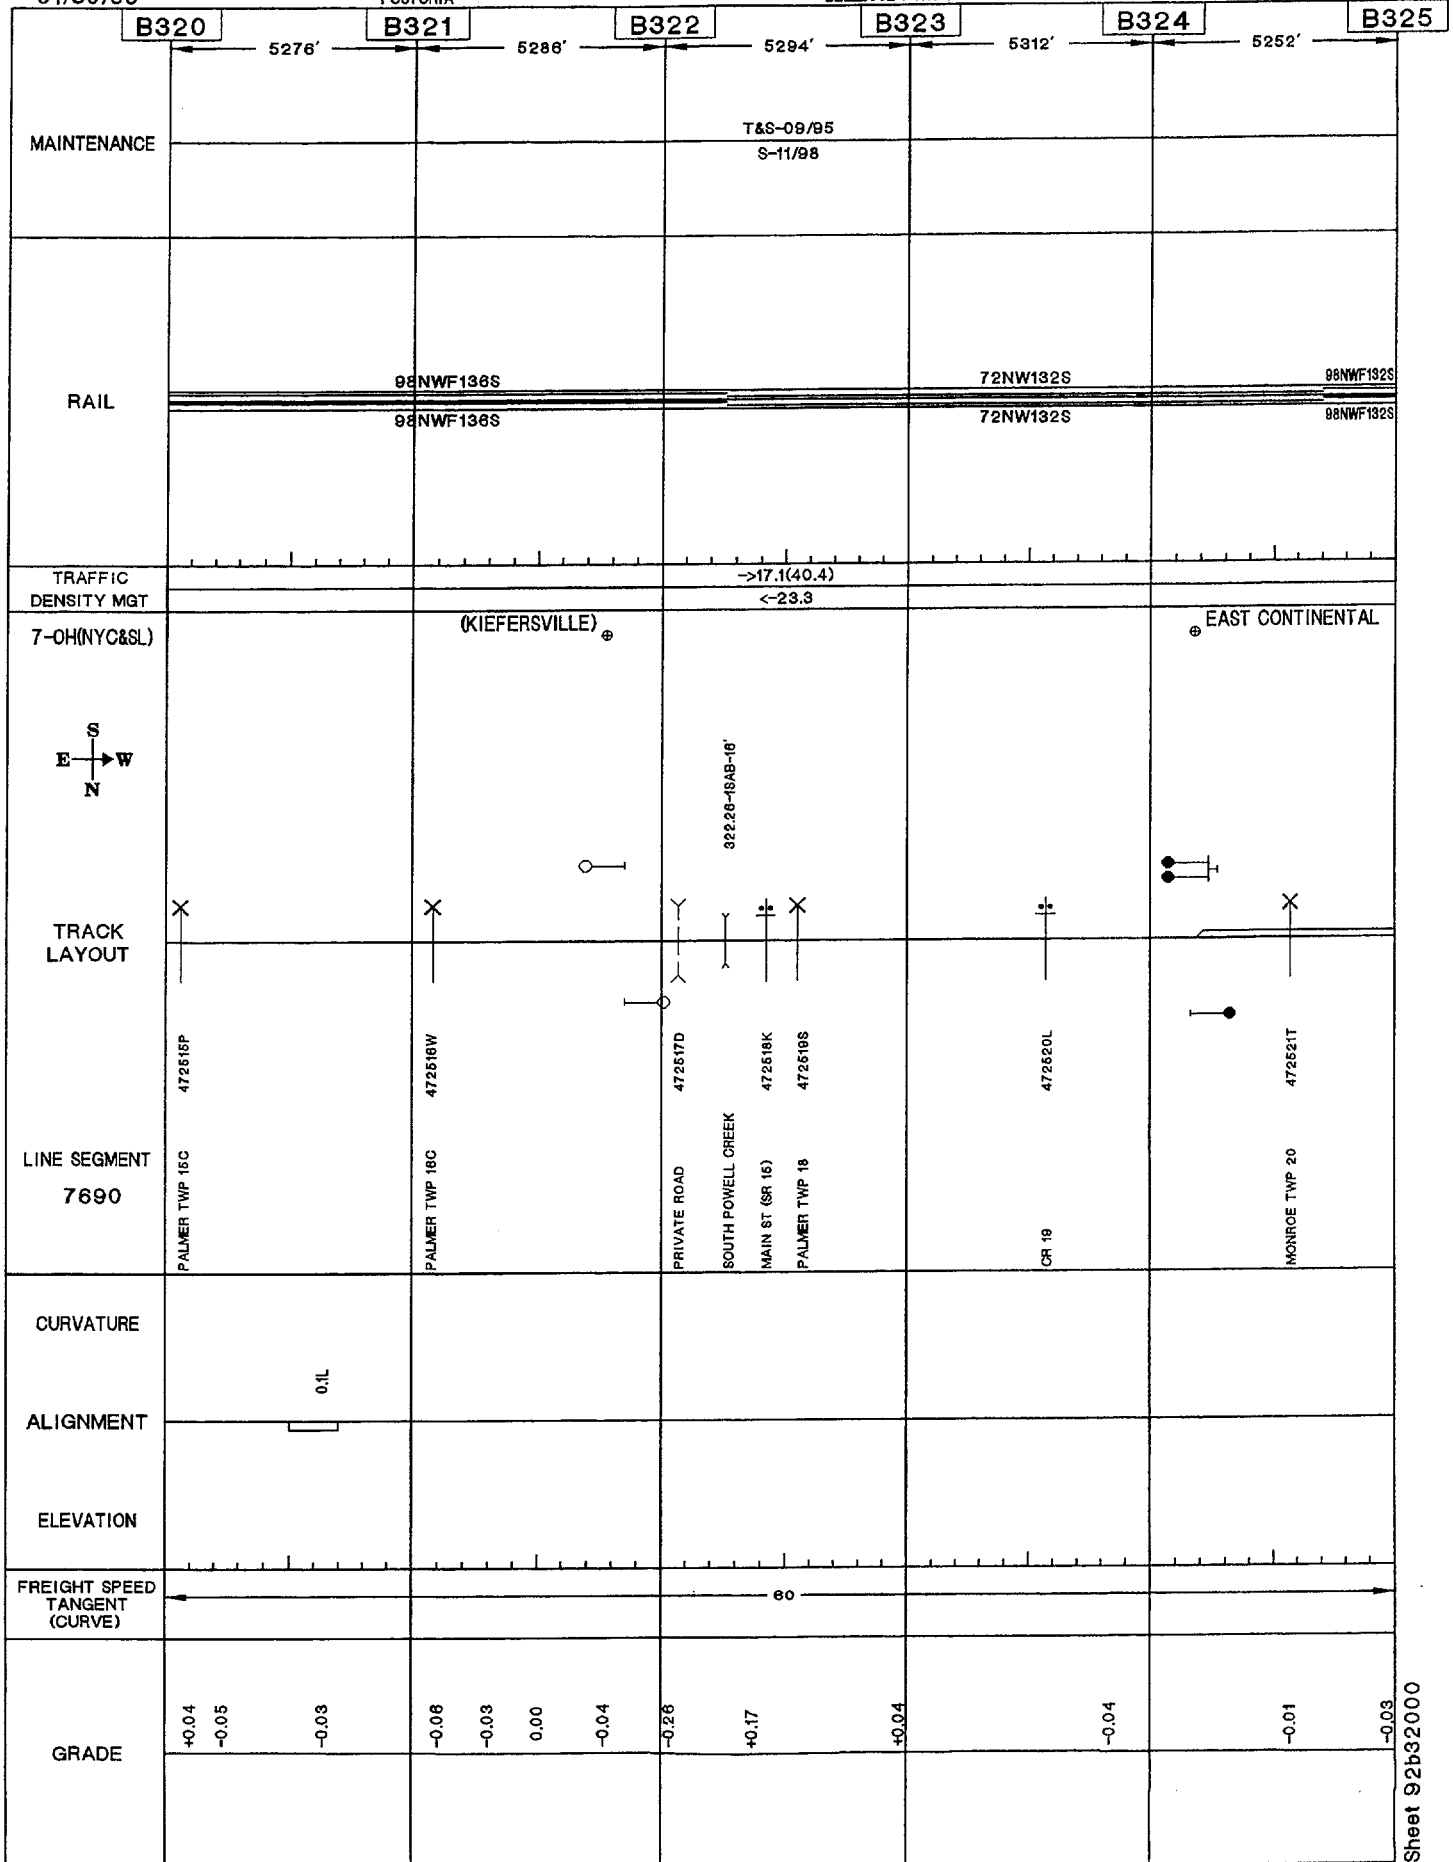 B320 B321 B322 B323 B324 B325
5276' 5286' 5294' 5312' 5252'
MAINTENANCE
T&S-09/95
S-11/98
RAIL
98NWF136S 72NW132S 98NWF132S
98NWF136S 72NW132S 98NWF132S
TRAFFIC
DENSITY MGT
->17.1(40.4)
<-23.3
7-OH(NYC&SL)
(KIEFERSVILLE)
EAST CONTINENTAL
S
E W
N
322.26-18AB-16'
TRACK
LAYOUT
472515P
472516W
472517D
472518K
472519S
472520L
472521T
LINE SEGMENT
7690
PALMER TWP 15C
PALMER TWP 16C
PRIVATE ROAD
SOUTH POWELL CREEK
MAIN ST (SR 15)
PALMER TWP 18
CR 19
MONROE TWP 20
CURVATURE
0.1L
ALIGNMENT
ELEVATION
FREIGHT SPEED
TANGENT
(CURVE)
60
GRADE
+0.04
-0.05
-0.03
-0.06
-0.03
0.00
-0.04
-0.26
+0.17
+0.04
-0.04
-0.01
-0.03
Sheet 92b32000